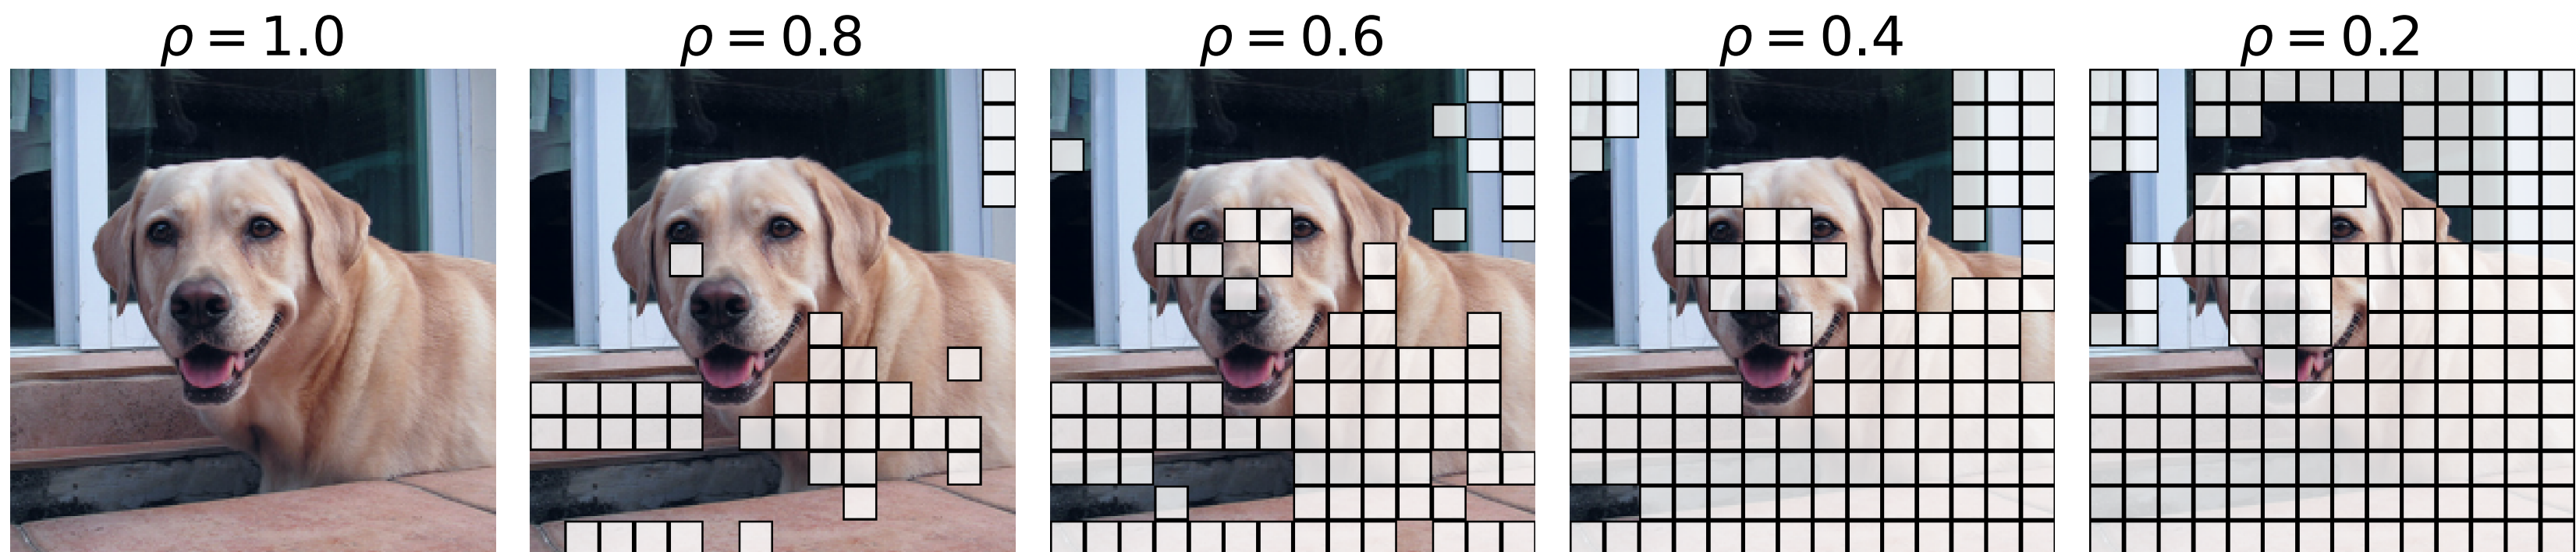 ρ = 1.0
ρ = 0.8
ρ = 0.6
ρ = 0.4
ρ = 0.2